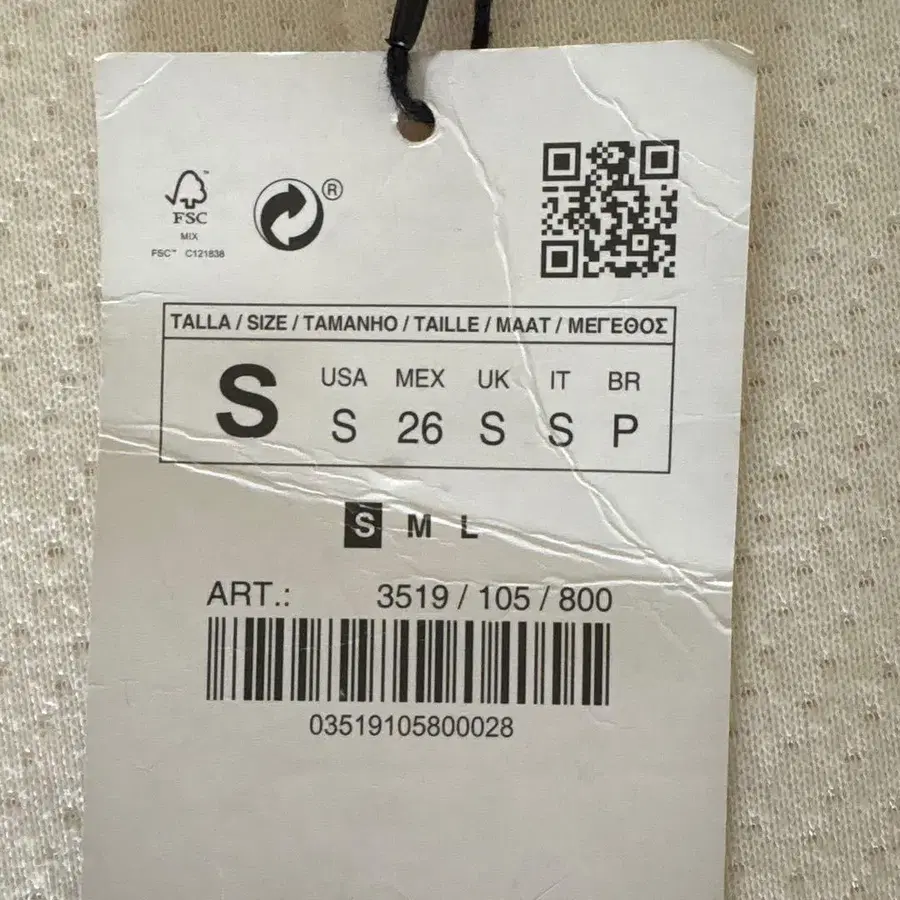 FSC™
MIX
FSC™ C121838
®
TALLA / SIZE / TAMANHO / TAILLE / MAAT / ΜΕΓΕΘΟΣ
S
USA MEX UK IT BR
S 26 S S P
S M L
ART.: 3519 / 105 / 800
03519105800028